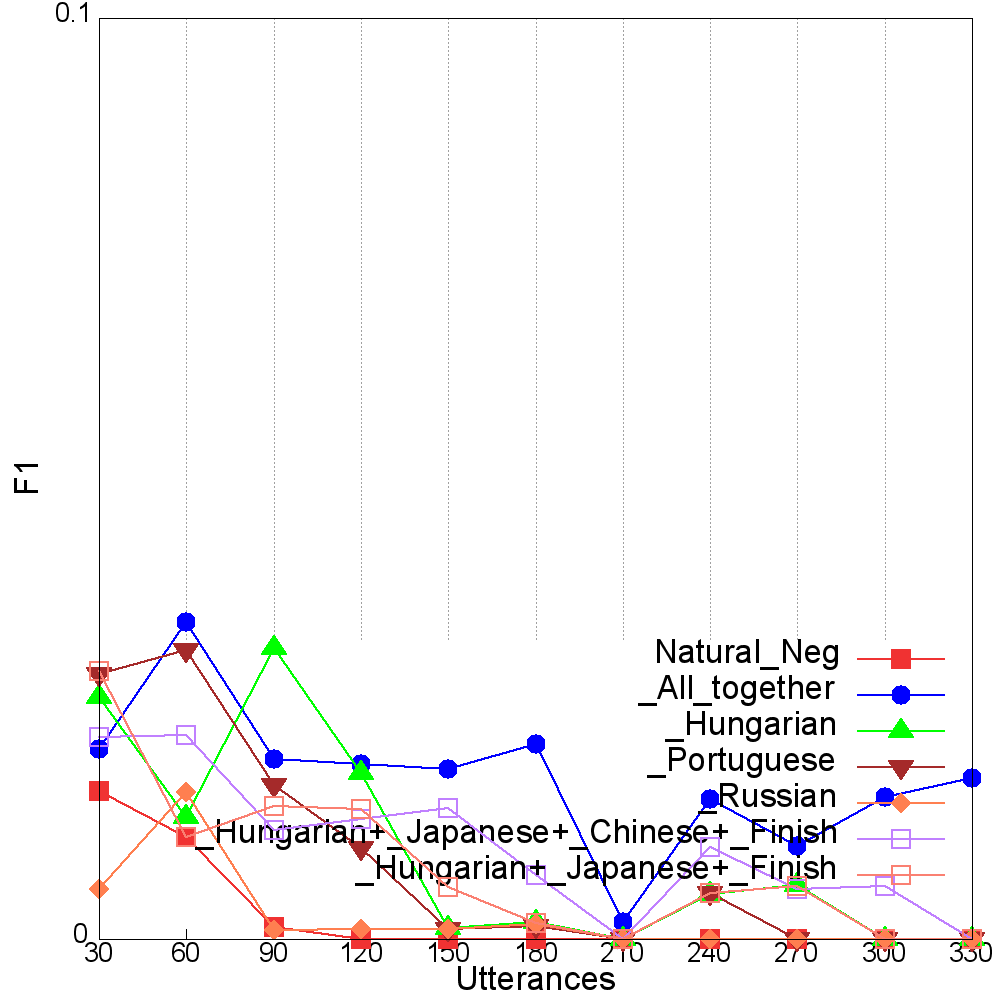 0.1
F1
Natural_Neg
_All_together
_Hungarian
_Portuguese
_Russian
_Hungarian+_Japanese+_Chinese+_Finish
_Hungarian+_Japanese+_Finish
0
30 60 90 120 150 180 210 240 270 300 330
Utterances